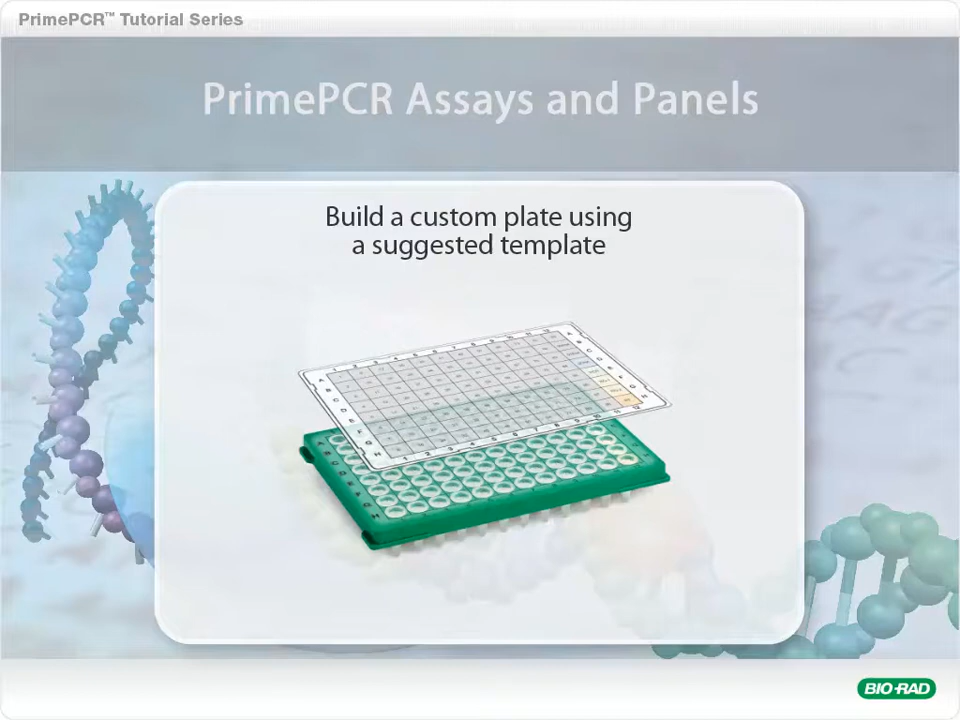 PrimePCR™ Tutorial Series
PrimePCR Assays and Panels
Build a custom plate using
a suggested template
BIO-RAD